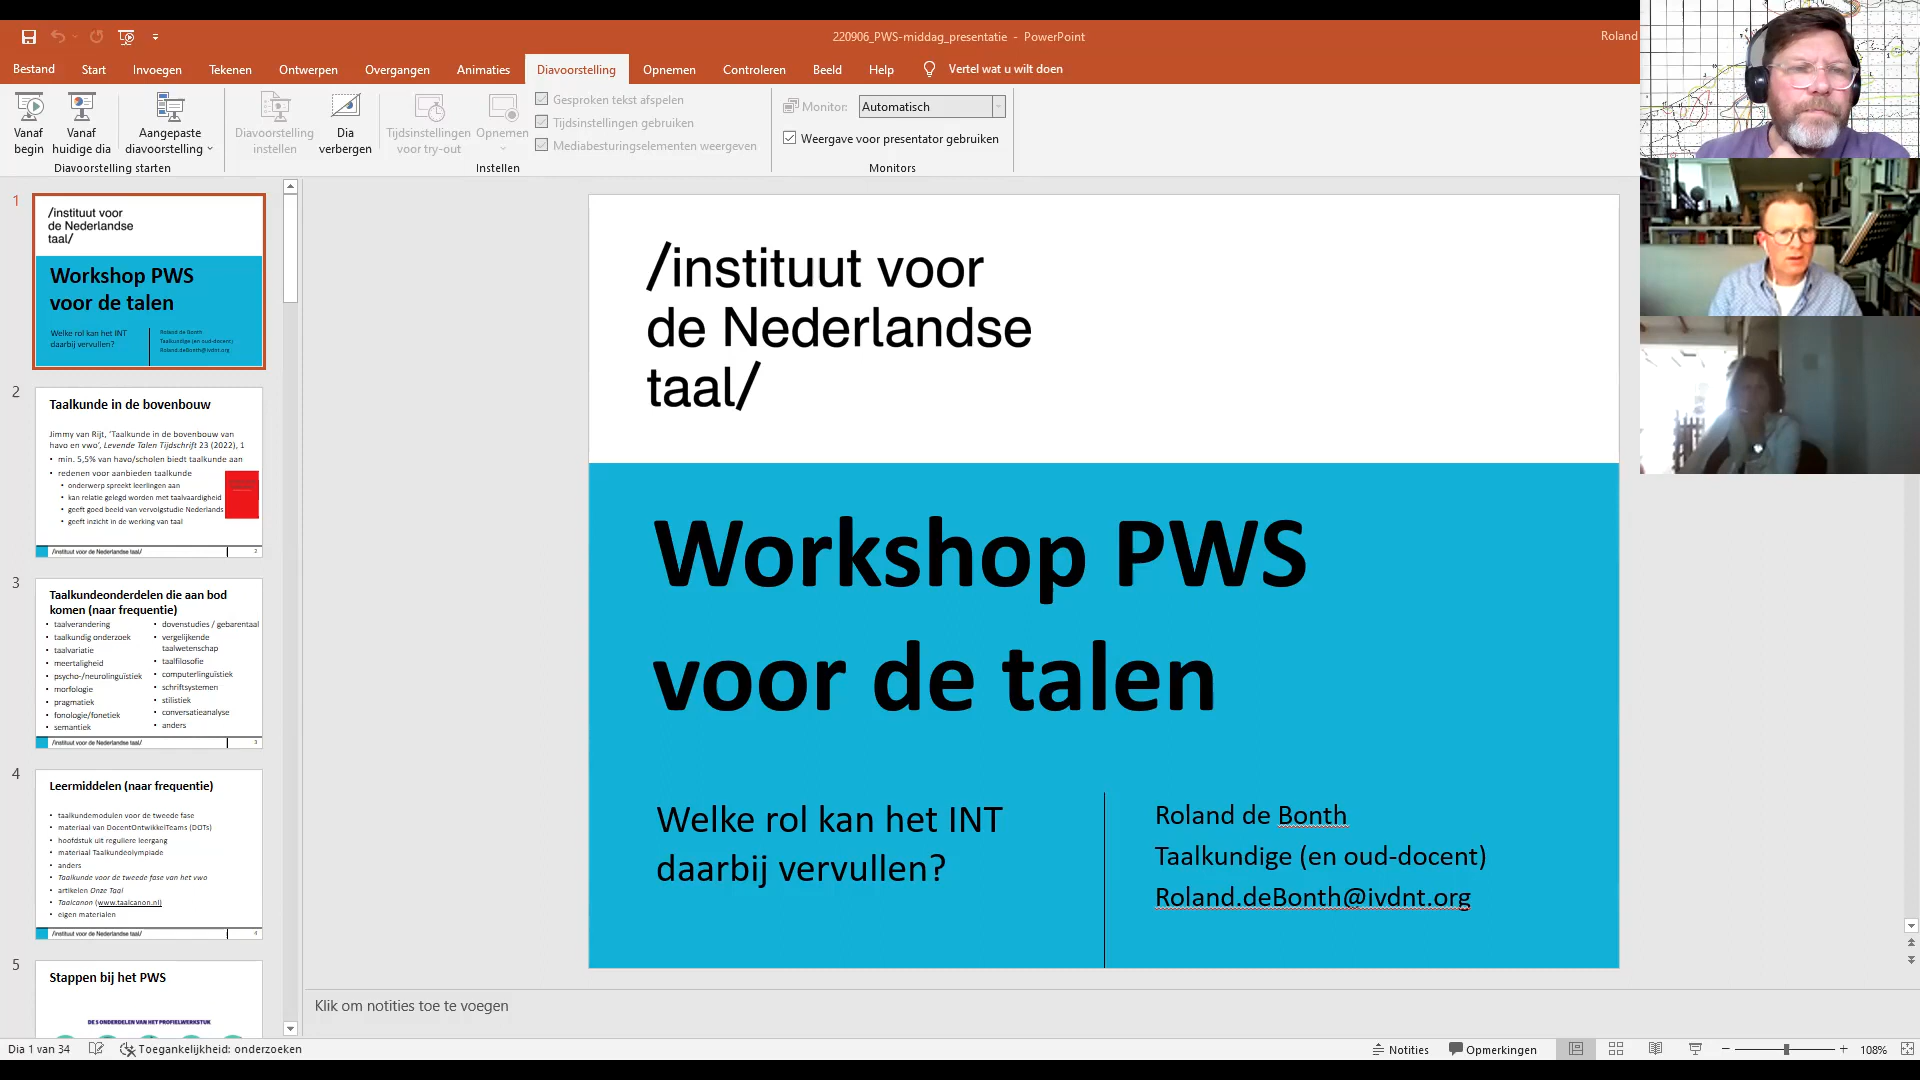 220906_PWS-middag_presentatie - PowerPoint
Roland
Bestand Start Invoegen Tekenen Ontwerpen Overgangen Animaties Diavoorstelling Opnemen Controleren Beeld Help Vertel wat u wilt doen
Vanaf begin
Vanaf huidige dia
Aangepaste diavoorstelling
Diavoorstelling starten
Diavoorstelling instellen
Dia verbergen
Tijdsinstellingen voor try-out
Opnemen
Gesproken tekst afspelen
Tijdsinstellingen gebruiken
Mediabesturingselementen weergeven
Instellen
Monitor: Automatisch
Weergave voor presentator gebruiken
Monitors
1
/instituut voor
de Nederlandse
taal/
Workshop PWS
voor de talen
Welke rol kan het INT
daarbij vervullen?
Roland de Bonth
Taalkundige (en oud-docent)
Roland.deBonth@ivdnt.org
2
Taalkunde in de bovenbouw
Jimmy van Rijt, 'Taalkunde in de bovenbouw van
havo en vwo', Levende Talen Tijdschrift 23 (2022), 1
• min. 5,5% van havo/scholen biedt taalkunde aan
• redenen voor aanbieden taalkunde
• onderwerp spreekt leerlingen aan
• kan relatie gelegd worden met taalvaardigheid
• geeft goed beeld van vervolgstudie Nederlands
• geeft inzicht in de werking van taal
/instituut voor de Nederlandse taal/ 2
3
Taalkundeonderdelen die aan bod
komen (naar frequentie)
• taalverandering
• taalkundig onderzoek
• taalvariatie
• meertaligheid
• psycho-/neurolinguïstiek
• morfologie
• pragmatiek
• fonologie/fonetiek
• semantiek
• dovenstudies / gebarentaal
• vergelijkende
taalwetenschap
• taalfilosofie
• computerlinguïstiek
• schriftsystemen
• stilistiek
• conversatieanalyse
• anders
/instituut voor de Nederlandse taal/ 3
4
Leermiddelen (naar frequentie)
• taalkundemodulen voor de tweede fase
• materiaal van DocentOntwikkelTeams (DOTs)
• hoofdstuk uit reguliere leergang
• materiaal Taalkundeolympiade
• anders
• Taalkunde voor de tweede fase van het vwo
• artikelen Onze Taal
• Taalcanon (www.taalcanon.nl)
• eigen materialen
/instituut voor de Nederlandse taal/ 4
5
Stappen bij het PWS
DE 5 ONDERDELEN VAN HET PROFIELWERKSTUK
/instituut voor
de Nederlandse
taal/
Workshop PWS
voor de talen
Welke rol kan het INT
daarbij vervullen?
Roland de Bonth
Taalkundige (en oud-docent)
Roland.deBonth@ivdnt.org
Klik om notities toe te voegen
Dia 1 van 34 Toegankelijkheid: onderzoeken Notities Opmerkingen 108%